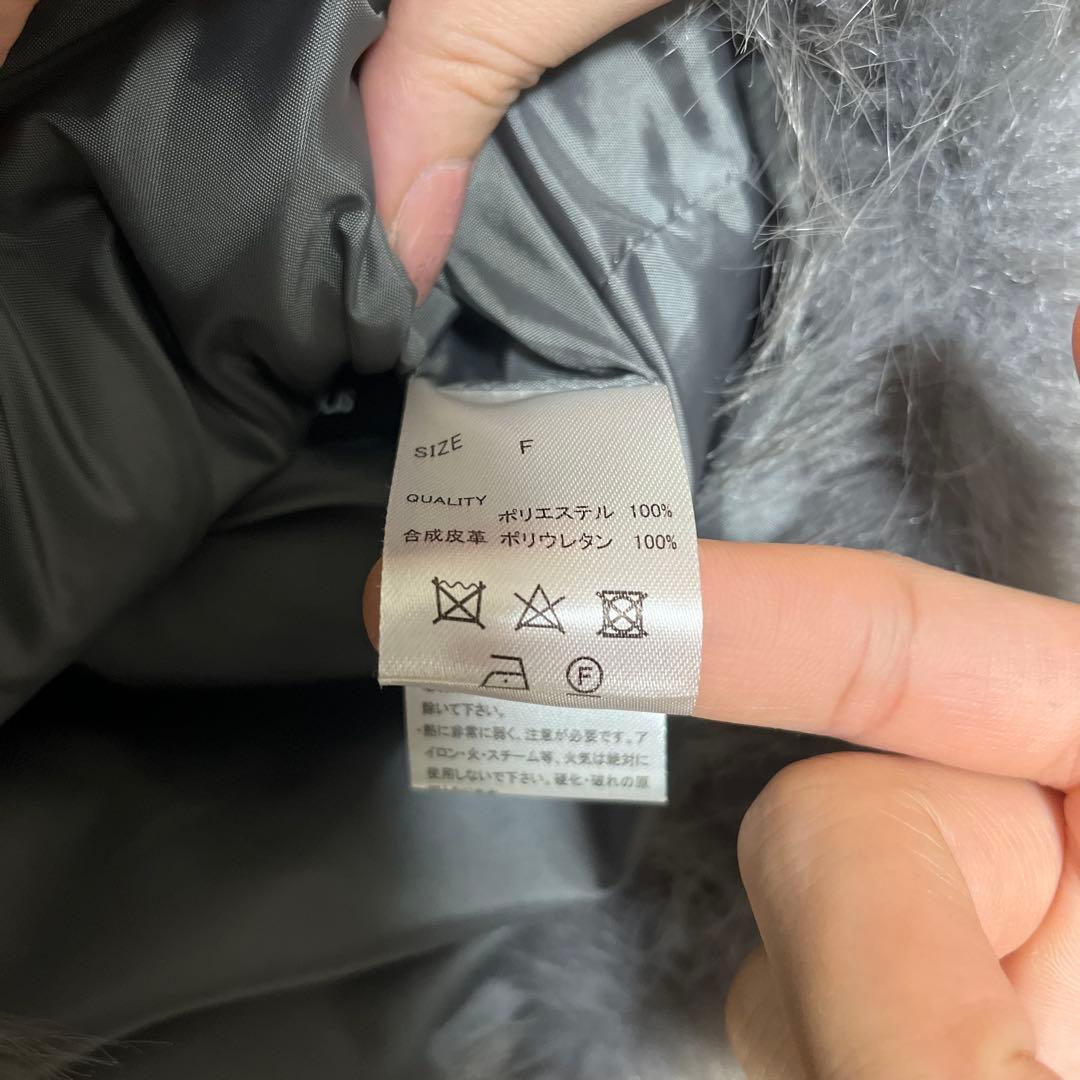 SIZE F
QUALITY ポリエステル 100%
合成皮革 ポリウレタン 100%
F
除いて下さい。
・酷に非常に弱く、注意が必要です。ア
イロン・火・スチーム等、火気は絶対に
使用しないで下さい。硬化・破れの原